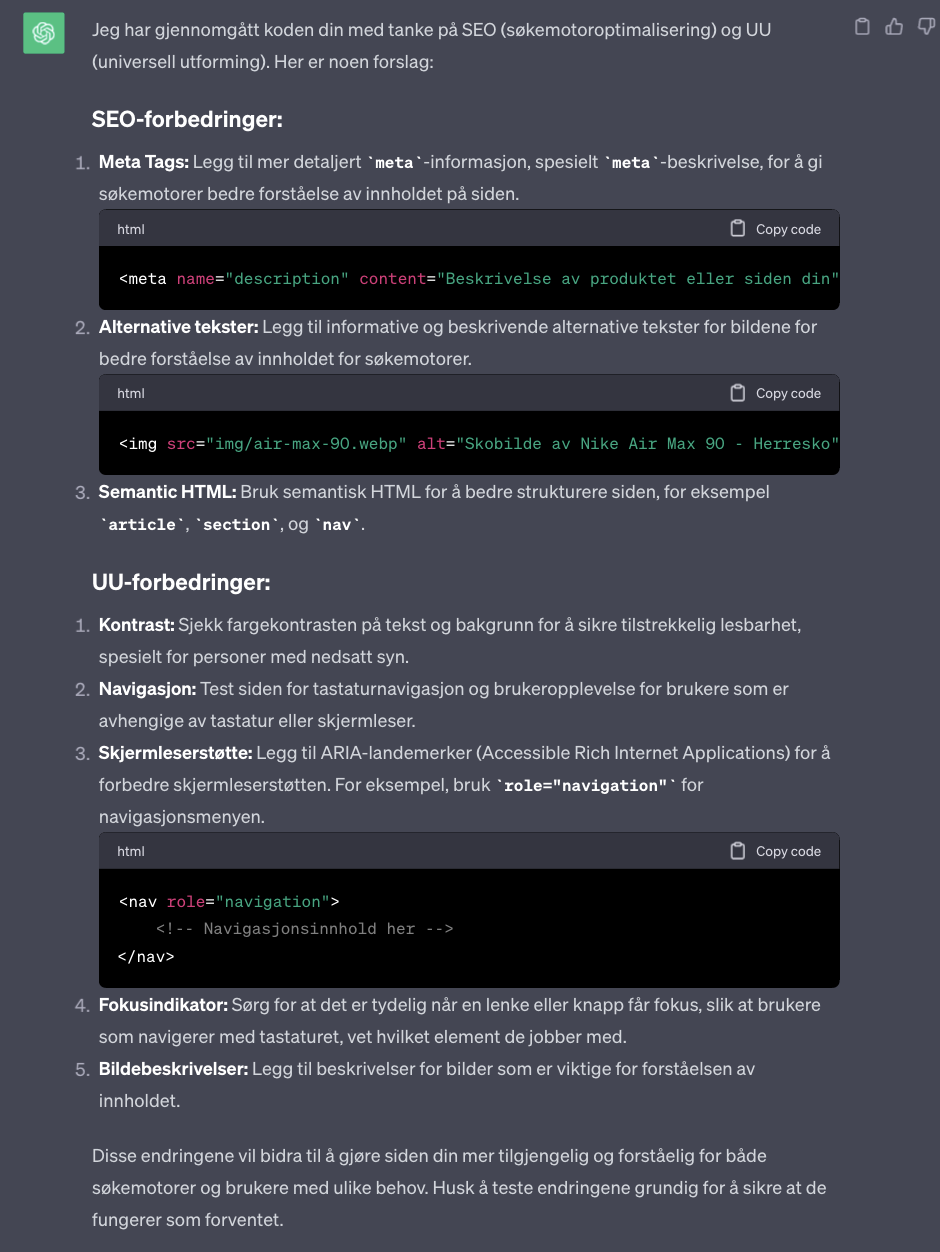 Jeg har gjennomgått koden din med tanke på SEO (søkemotoroptimalisering) og UU
(universell utforming). Her er noen forslag:
SEO-forbedringer:
1. Meta Tags: Legg til mer detaljert `meta`-informasjon, spesielt `meta`-beskrivelse, for å gi
søkemotorer bedre forståelse av innholdet på siden.
html Copy code
<meta name="description" content="Beskrivelse av produktet eller siden din"
2. Alternative tekster: Legg til informative og beskrivende alternative tekster for bildene for
bedre forståelse av innholdet for søkemotorer.
html Copy code
<img src="img/air-max-90.webp" alt="Skobilde av Nike Air Max 90 - Herresko"
3. Semantic HTML: Bruk semantisk HTML for å bedre strukturere siden, for eksempel
`article`, `section`, og `nav`.
UU-forbedringer:
1. Kontrast: Sjekk fargekontrasten på tekst og bakgrunn for å sikre tilstrekkelig lesbarhet,
spesielt for personer med nedsatt syn.
2. Navigasjon: Test siden for tastaturnavigasjon og brukeropplevelse for brukere som er
avhengige av tastatur eller skjermleser.
3. Skjermleserstøtte: Legg til ARIA-landemerker (Accessible Rich Internet Applications) for å
forbedre skjermleserstøtten. For eksempel, bruk `role="navigation"` for
navigasjonsmenyen.
html Copy code
<nav role="navigation">
    <!-- Navigasjonsinnhold her -->
</nav>
4. Fokusindikator: Sørg for at det er tydelig når en lenke eller knapp får fokus, slik at brukere
som navigerer med tastaturet, vet hvilket element de jobber med.
5. Bildebeskrivelser: Legg til beskrivelser for bilder som er viktige for forståelsen av
innholdet.
Disse endringene vil bidra til å gjøre siden din mer tilgjengelig og forståelig for både
søkemotorer og brukere med ulike behov. Husk å teste endringene grundig for å sikre at de
fungerer som forventet.